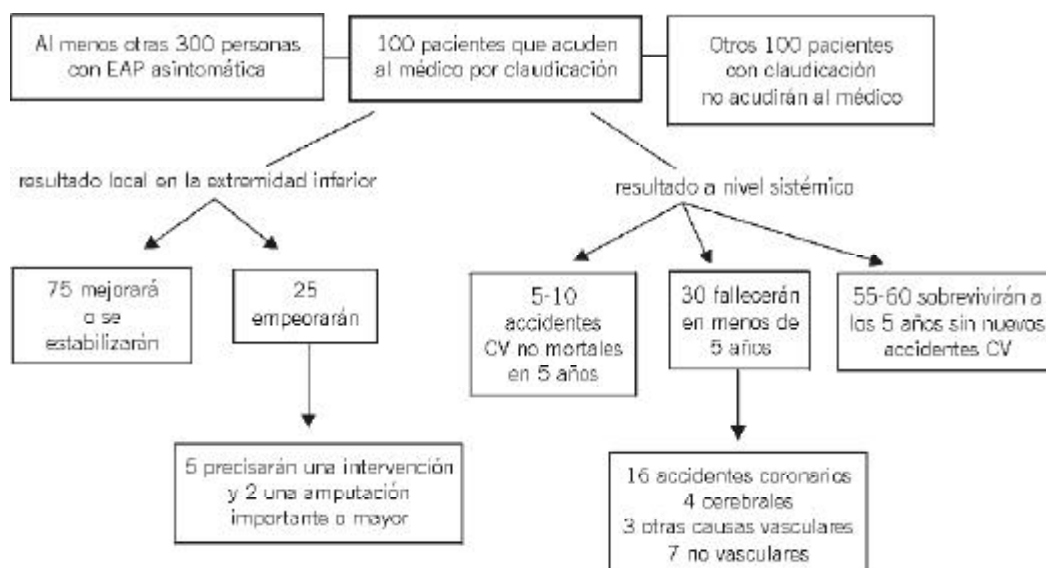 Al menos otras 300 personas
con EAP asintomática
100 pacientes que acuden
al médico por claudicación
Otros 100 pacientes
con claudicación
no acudirán al médico
resultado local en la extremidad inferior
resultado a nivel sistémico
75 mejorará
o se
estabilizarán
25
empeorarán
5-10
accidentes
CV no mortales
en 5 años
30 fallecerán
en menos de
5 años
55-60 sobrevivirán a
los 5 años sin nuevos
accidentes CV
5 precisarán una intervención
y 2 una amputación
importante o mayor
16 accidentes coronarios
4 cerebrales
3 otras causas vasculares
7 no vasculares